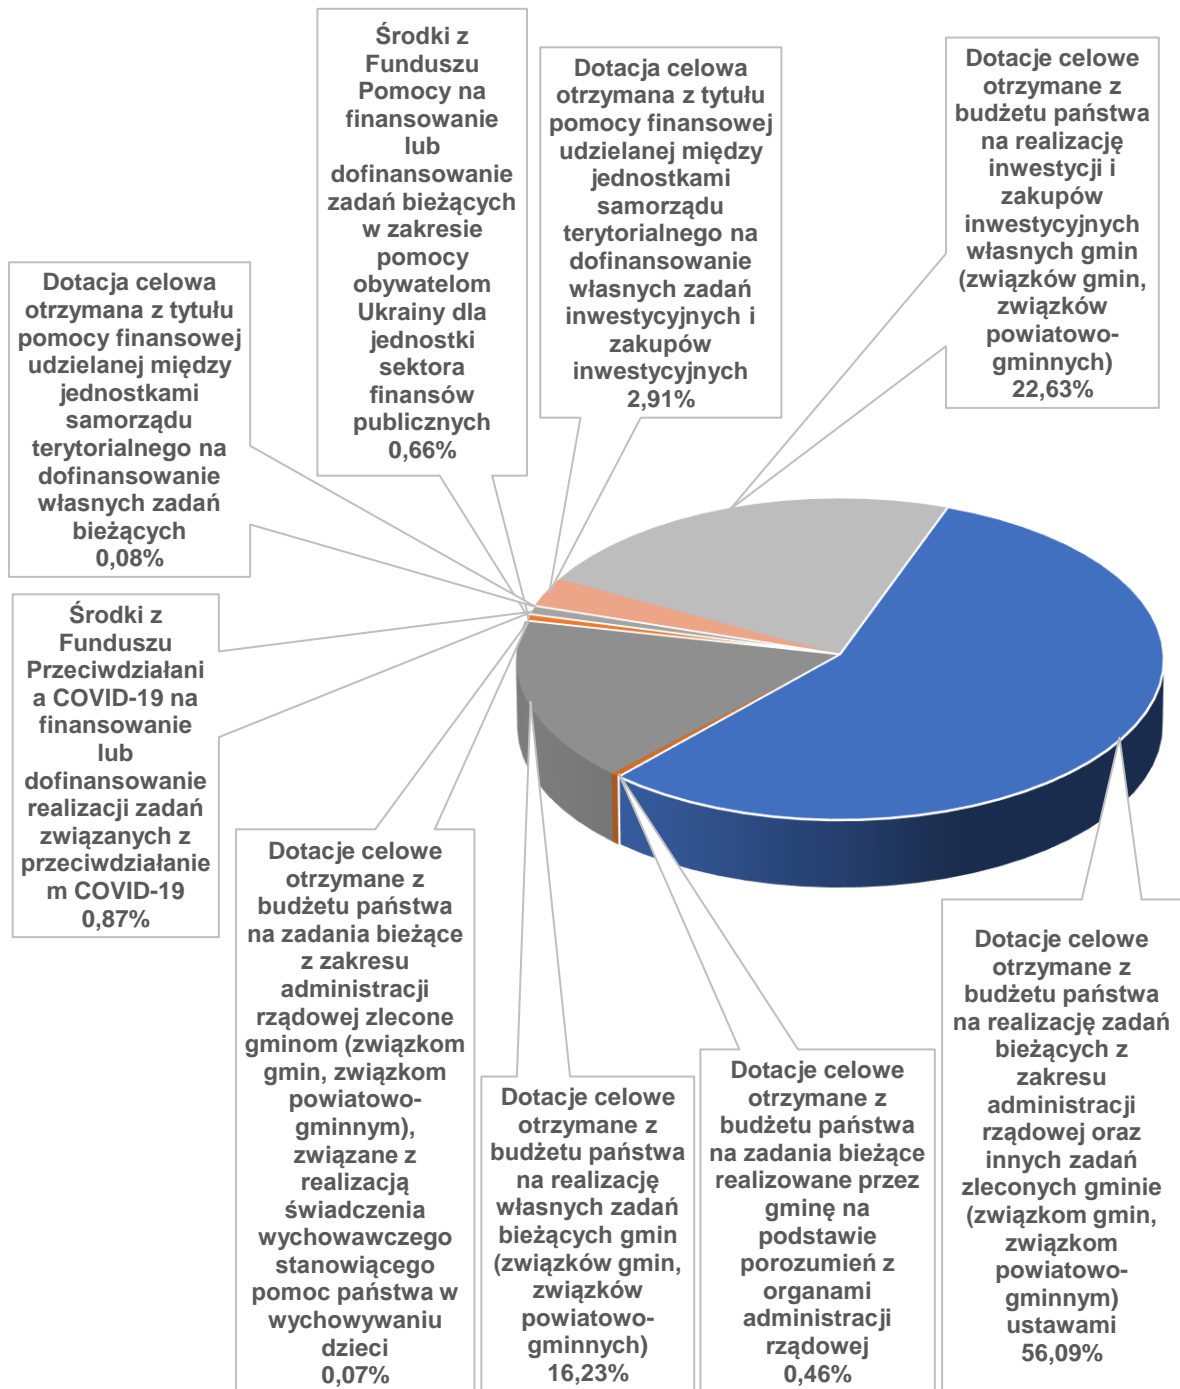 Środki z
Funduszu
Pomocy na
finansowanie
lub
dofinansowanie
zadań bieżących
w zakresie
pomocy
obywatelom
Ukrainy dla
jednostki
sektora
finansów
publicznych
0,66%
Dotacja celowa
otrzymana z tytułu
pomocy finansowej
udzielanej między
jednostkami
samorządu
terytorialnego na
dofinansowanie
własnych zadań
inwestycyjnych i
zakupów
inwestycyjnych
2,91%
Dotacje celowe
otrzymane z
budżetu państwa
na realizację
inwestycji i
zakupów
inwestycyjnych
własnych gmin
(związków gmin,
związków
powiatowo-
gminnych)
22,63%
Dotacja celowa
otrzymana z tytułu
pomocy finansowej
udzielanej między
jednostkami
samorządu
terytorialnego na
dofinansowanie
własnych zadań
bieżących
0,08%
Środki z
Funduszu
Przeciwdziałani
a COVID-19 na
finansowanie
lub
dofinansowanie
realizacji zadań
związanych z
przeciwdziałanie
m COVID-19
0,87%
Dotacje celowe
otrzymane z
budżetu państwa
na zadania bieżące
z zakresu
administracji
rządowej zlecone
gminom (związkom
gmin, związkom
powiatowo-
gminnym),
związane z
realizacją
świadczenia
wychowawczego
stanowiącego
pomoc państwa w
wychowywaniu
dzieci
0,07%
Dotacje celowe
otrzymane z
budżetu państwa
na realizację
własnych zadań
bieżących gmin
(związków gmin,
związków
powiatowo-
gminnych)
16,23%
Dotacje celowe
otrzymane z
budżetu państwa
na zadania bieżące
realizowane przez
gminę na
podstawie
porozumień z
organami
administracji
rządowej
0,46%
Dotacje celowe
otrzymane z
budżetu państwa
na realizację zadań
bieżących z
zakresu
administracji
rządowej oraz
innych zadań
zleconych gminie
(związkom gmin,
związkom
powiatowo-
gminnym)
ustawami
56,09%